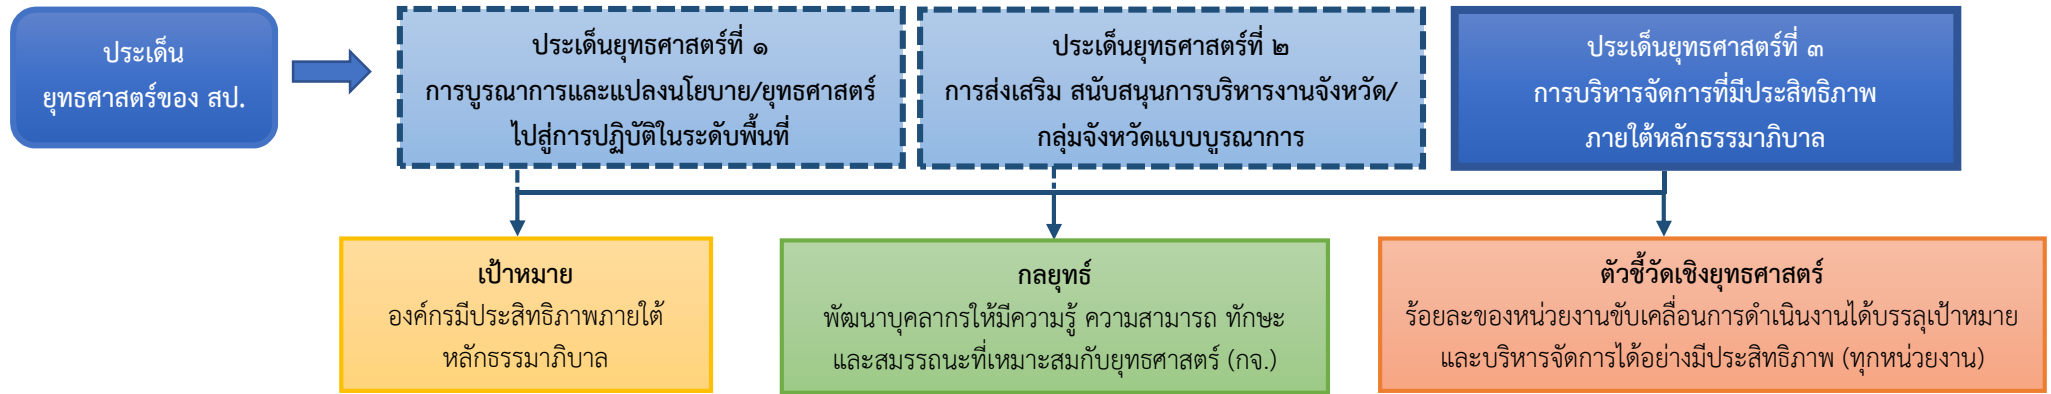 ประเด็น
ยุทธศาสตร์ของ สป.
ประเด็นยุทธศาสตร์ที่ ๑
การบูรณาการและแปลงนโยบาย/ยุทธศาสตร์
ไปสู่การปฏิบัติในระดับพื้นที่
ประเด็นยุทธศาสตร์ที่ ๒
การส่งเสริม สนับสนุนการบริหารงานจังหวัด/
กลุ่มจังหวัดแบบบูรณาการ
ประเด็นยุทธศาสตร์ที่ ๓
การบริหารจัดการที่มีประสิทธิภาพ
ภายใต้หลักธรรมาภิบาล
เป้าหมาย
องค์กรมีประสิทธิภาพภายใต้
หลักธรรมาภิบาล
กลยุทธ์
พัฒนาบุคลากรให้มีความรู้ ความสามารถ ทักษะ
และสมรรถนะที่เหมาะสมกับยุทธศาสตร์ (กจ.)
ตัวชี้วัดเชิงยุทธศาสตร์
ร้อยละของหน่วยงานขับเคลื่อนการดำเนินงานได้บรรลุเป้าหมาย
และบริหารจัดการได้อย่างมีประสิทธิภาพ (ทุกหน่วยงาน)